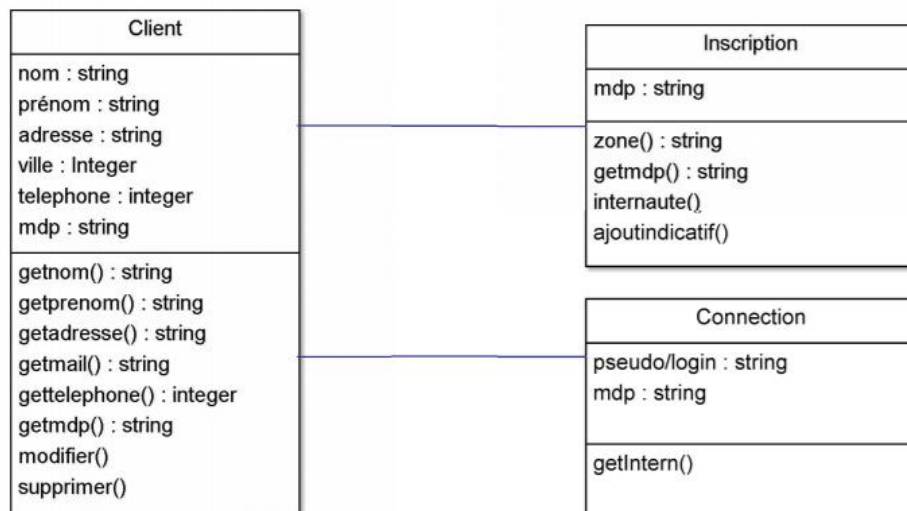 Client
nom : string
prénom : string
adresse : string
ville : Integer
telephone : integer
mdp : string
getnom() : string
getprenom() : string
getadresse() : string
getmail() : string
gettelephone() : integer
getmdp() : string
modifier()
supprimer()
Inscription
mdp : string
zone() : string
getmdp() : string
internaute()
ajoutindicatif()
Connection
pseudo/login : string
mdp : string
getIntern()